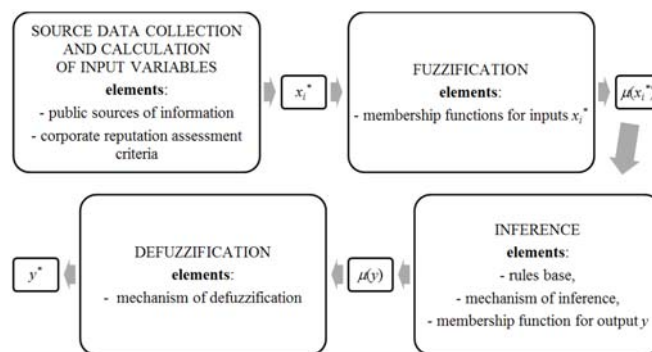 SOURCE DATA COLLECTION
AND CALCULATION
OF INPUT VARIABLES
elements:
- public sources of information
- corporate reputation assessment
criteria
xᵢ*
FUZZIFICATION
elements:
- membership functions for inputs xᵢ*
μ(xᵢ*)
INFERENCE
elements:
- rules base,
- mechanism of inference,
- membership function for output y
μ(y)
DEFUZZIFICATION
elements:
- mechanism of defuzzification
y*